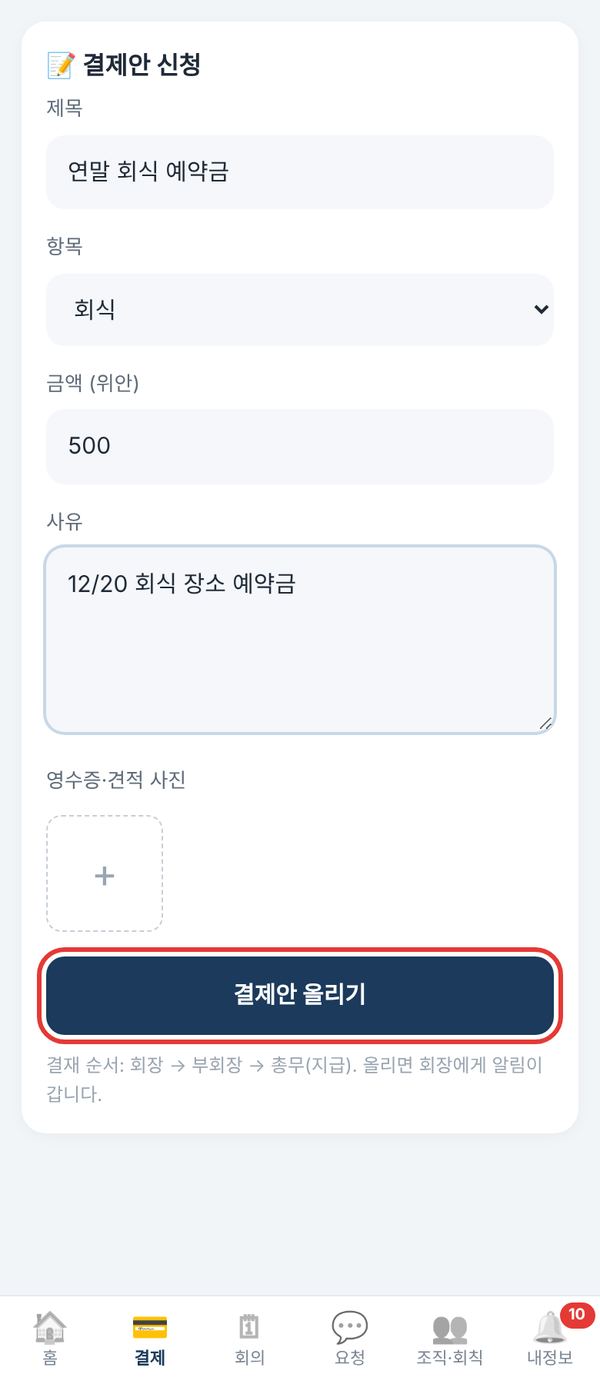 결제안 신청
제목
연말 회식 예약금
항목
회식
금액 (위안)
500
사유
12/20 회식 장소 예약금
영수증·견적 사진
+
결제안 올리기
결재 순서: 회장 → 부회장 → 총무(지급). 올리면 회장에게 알림이
갑니다.
10
홈
결제
회의
요청
조직·회칙
내정보